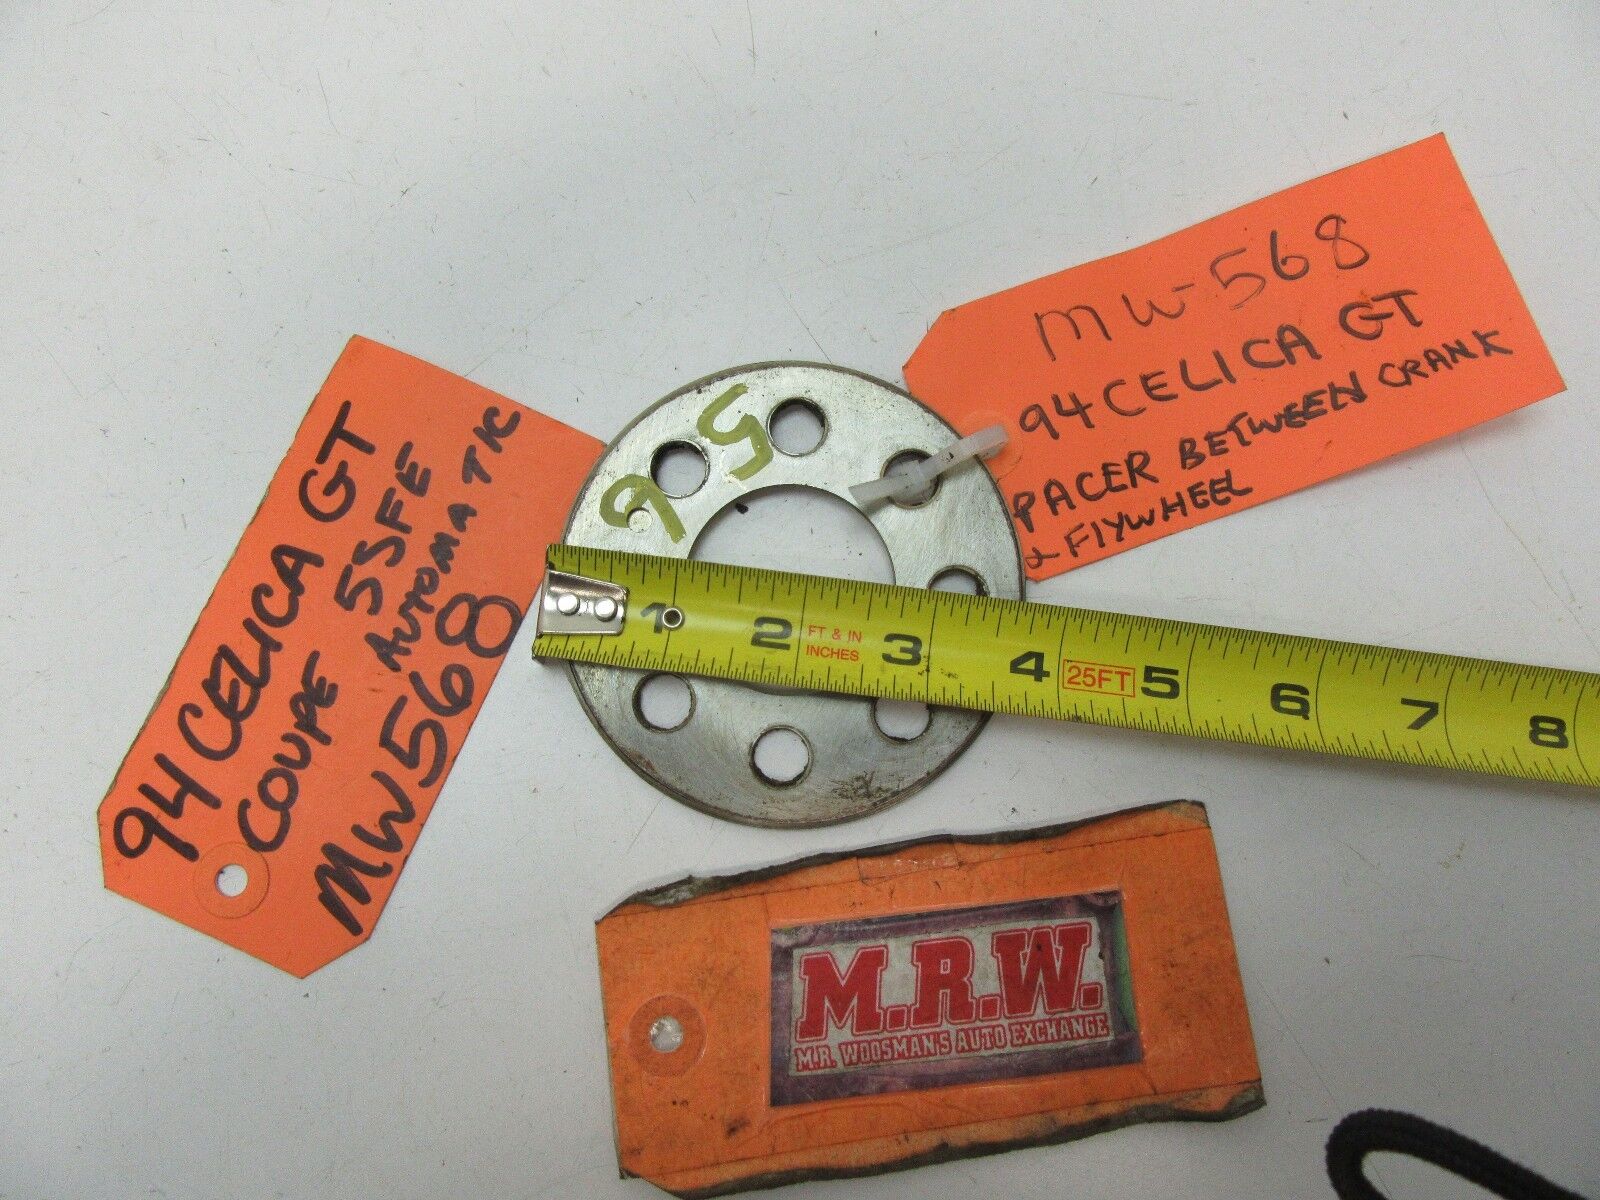 94 CELICA GT
COUPE 5SFE
AUTOMATIC
MW568
56
MW-568
94 CELICA GT
PACER BETWEEN CRANK
& FlYWHEEL
1 2 FT & IN 3 4 25FT 5 6 7 8
INCHES
M.R.W.
M.R. WOOSMAN'S AUTO EXCHANGE